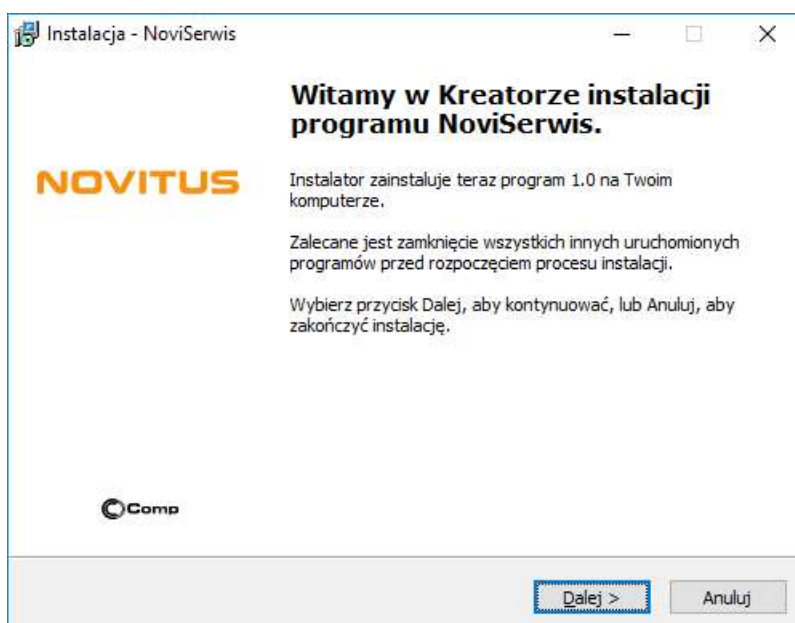 Instalacja - NoviSerwis
Witamy w Kreatorze instalacji
programu NoviSerwis.
NOVITUS
Instalator zainstaluje teraz program 1.0 na Twoim
komputerze.
Zalecane jest zamknięcie wszystkich innych uruchomionych
programów przed rozpoczęciem procesu instalacji.
Wybierz przycisk Dalej, aby kontynuować, lub Anuluj, aby
zakończyć instalację.
Comp
Dalej >
Anuluj